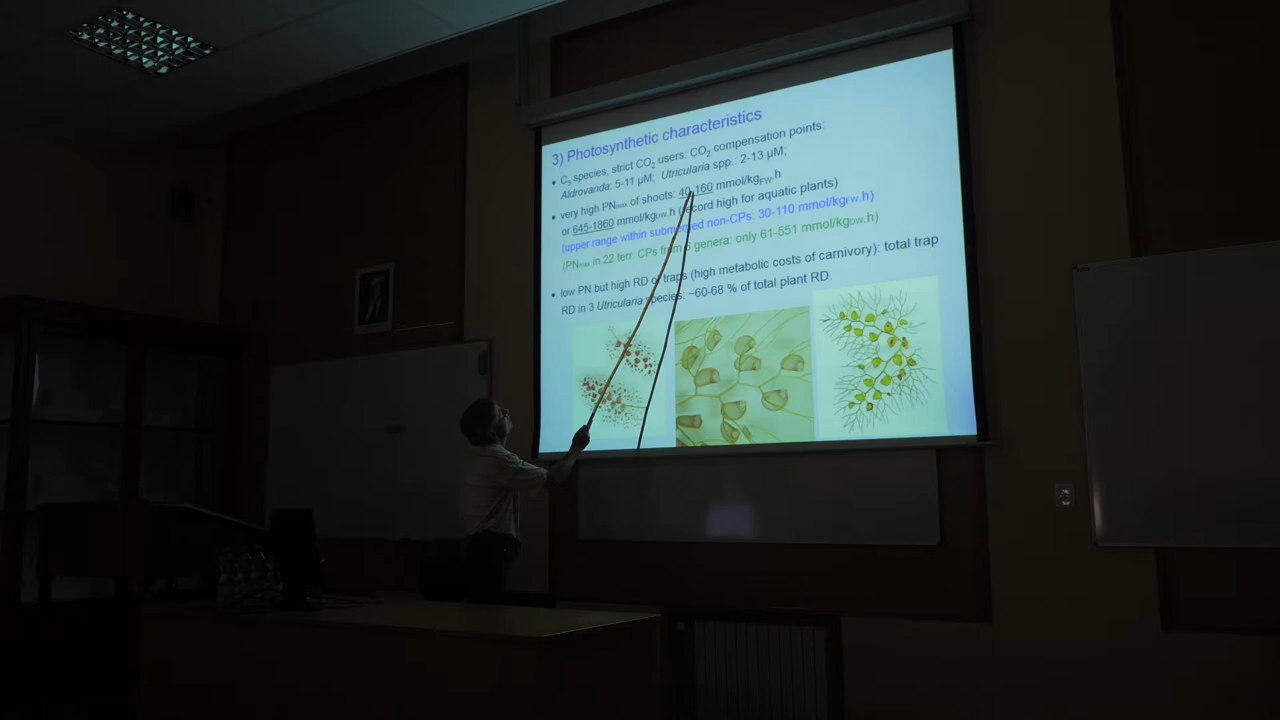 3) Photosynthetic characteristics
• C₃ species, strict CO₂ users: CO₂ compensation points:
Aldrovanda: 5-11 µM; Utricularia spp.: 2-13 µM;
• very high PNmax of shoots: 40-160 mmol/kgFW.h
or 645-1860 mmol/kgDW.h (record high for aquatic plants)
(upper range within submersed non-CPs: 30-110 mmol/kgFW.h)
(PNmax in 22 terr. CPs from 6 genera: only 61-551 mmol/kgDW.h)
• low PN but high RD of traps (high metabolic costs of carnivory): total trap
RD in 3 Utricularia species: ~60-68 % of total plant RD.